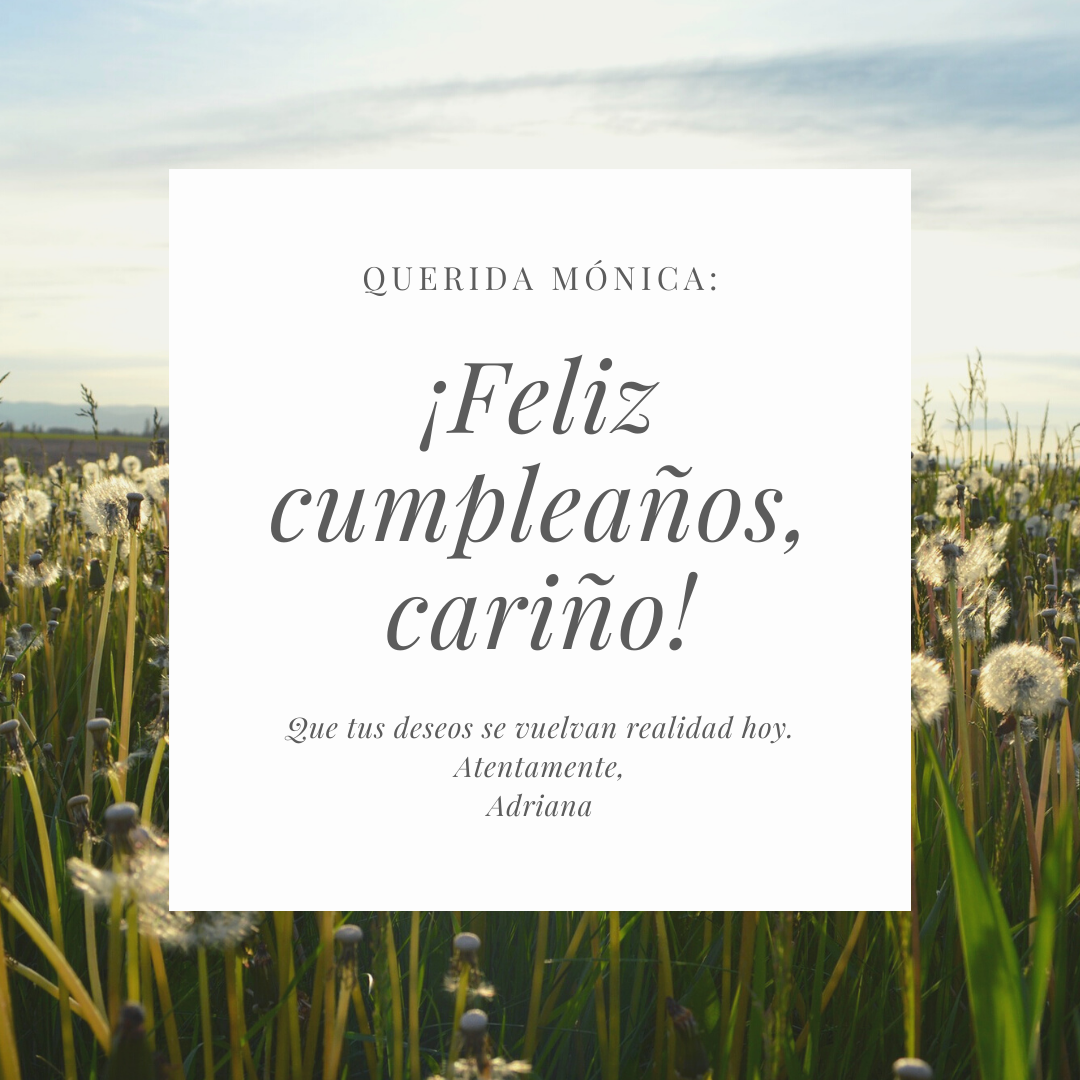 QUERIDA MÓNICA:
¡Feliz
cumpleaños,
cariño!
Que tus deseos se vuelvan realidad hoy.
Atentamente,
Adriana